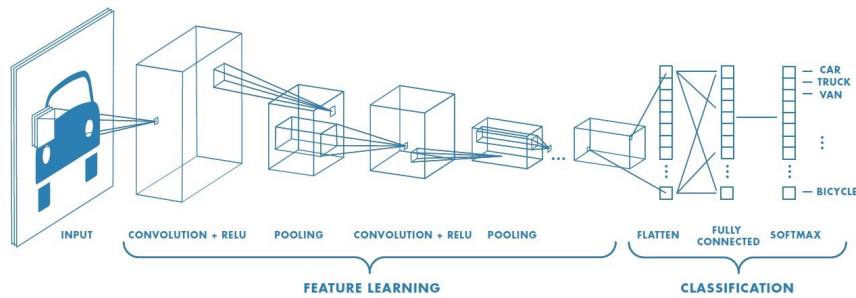 CAR
TRUCK
VAN
BICYCLE
INPUT
CONVOLUTION + RELU
POOLING
CONVOLUTION + RELU
POOLING
FLATTEN
FULLY
CONNECTED
SOFTMAX
FEATURE LEARNING
CLASSIFICATION